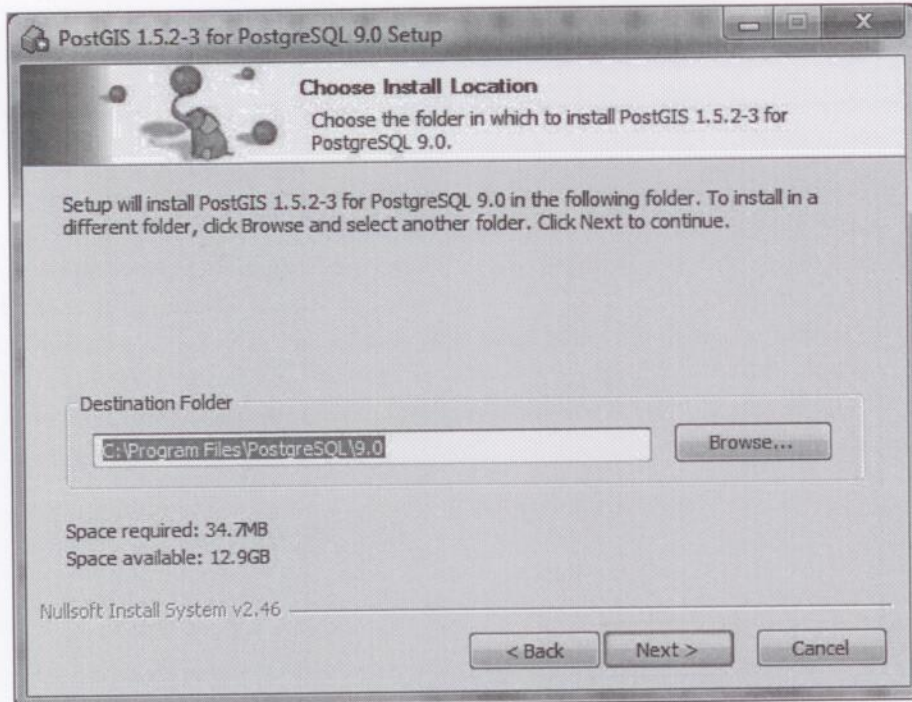 PostGIS 1.5.2-3 for PostgreSQL 9.0 Setup
Choose Install Location
Choose the folder in which to install PostGIS 1.5.2-3 for
PostgreSQL 9.0.
Setup will install PostGIS 1.5.2-3 for PostgreSQL 9.0 in the following folder. To install in a
different folder, click Browse and select another folder. Click Next to continue.
Destination Folder
C:\Program Files\PostgreSQL\9.0
Browse...
Space required: 34.7MB
Space available: 12.9GB
Nullsoft Install System v2.46
< Back
Next >
Cancel